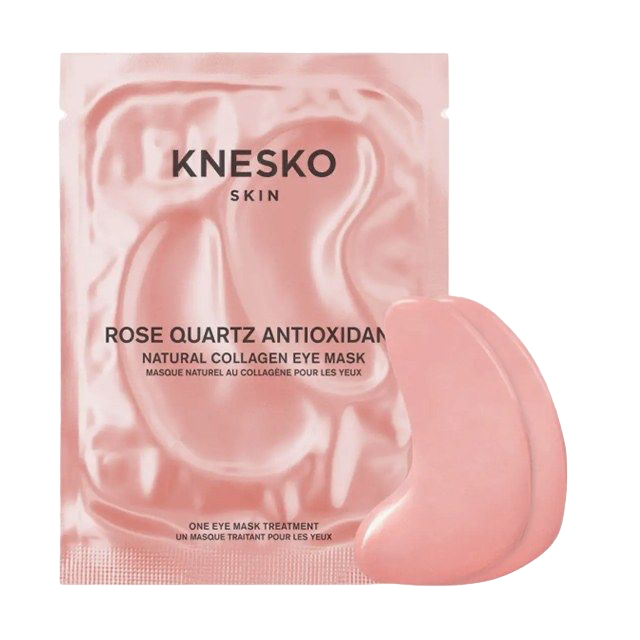 KNESKO
SKIN
ROSE QUARTZ ANTIOXIDAN
NATURAL COLLAGEN EYE MASK
MASQUE NATUREL AU COLLAGÈNE POUR LES YEUX
ONE EYE MASK TREATMENT
UN MASQUE TRAITANT POUR LES YEUX